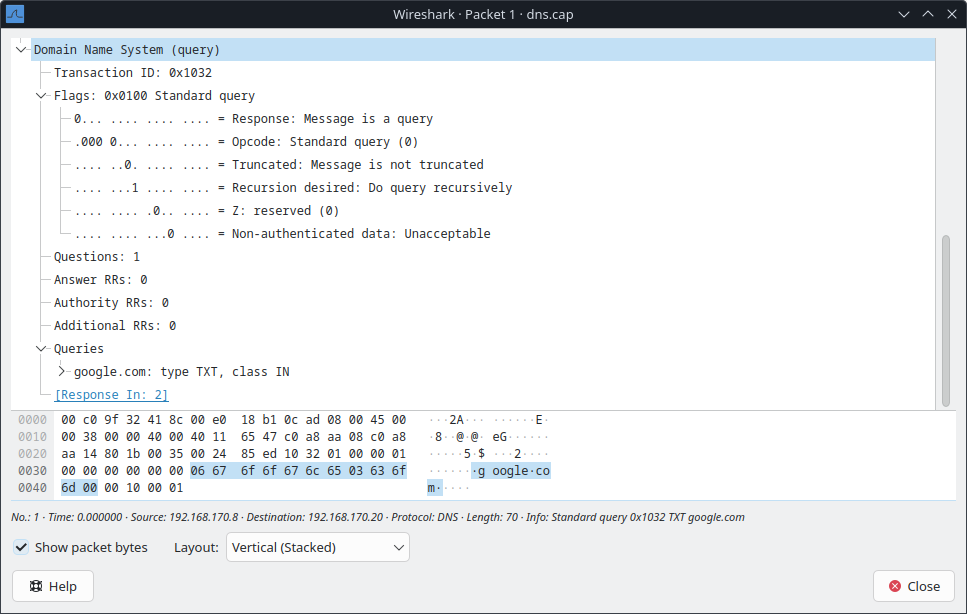 Wireshark · Packet 1 · dns.cap
Domain Name System (query)
Transaction ID: 0x1032
Flags: 0x0100 Standard query
0... .... .... .... = Response: Message is a query
.000 0... .... .... = Opcode: Standard query (0)
.... ..0. .... .... = Truncated: Message is not truncated
.... ...1 .... .... = Recursion desired: Do query recursively
.... .... .0.. .... = Z: reserved (0)
.... .... ...0 .... = Non-authenticated data: Unacceptable
Questions: 1
Answer RRs: 0
Authority RRs: 0
Additional RRs: 0
Queries
google.com: type TXT, class IN
[Response In: 2]
0000 00 c0 9f 32 41 8c 00 e0 18 b1 0c ad 08 00 45 00 ···2A··· ······E·
0010 00 38 00 00 40 00 40 11 65 47 c0 a8 aa 08 c0 a8 ·8··@·@· eG······
0020 aa 14 80 1b 00 35 00 24 85 ed 10 32 01 00 00 01 ·····5·$ ···2····
0030 00 00 00 00 00 00 06 67 6f 6f 67 6c 65 03 63 6f ·······g oogle·co
0040 6d 00 00 10 00 01 m·····
No.: 1 · Time: 0.000000 · Source: 192.168.170.8 · Destination: 192.168.170.20 · Protocol: DNS · Length: 70 · Info: Standard query 0x1032 TXT google.com
Show packet bytes Layout: Vertical (Stacked)
Help Close